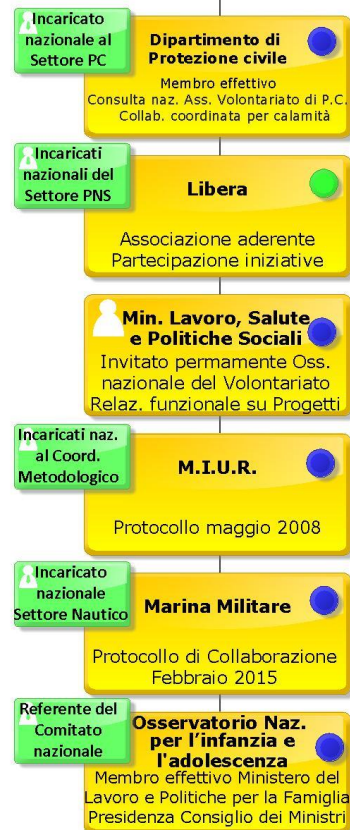 Incaricato
nazionale al
Settore PC
Dipartimento di
Protezione civile
Membro effettivo
Consulta naz. Ass. Volontariato di P.C.
Collab. coordinata per calamità
Incaricati
nazionali del
Settore PNS
Libera
Associazione aderente
Partecipazione iniziative
Min. Lavoro, Salute
e Politiche Sociali
Invitato permamente Oss.
nazionale del Volontariato
Relaz. funzionale su Progetti
Incaricati naz.
al Coord.
Metodologico
M.I.U.R.
Protocollo maggio 2008
Incaricato
nazionale
Settore Nautico
Marina Militare
Protocollo di Collaborazione
Febbraio 2015
Referente del
Comitato
nazionale
Osservatorio Naz.
per l’infanzia e
l'adolescenza
Membro effettivo Ministero del
Lavoro e Politiche per la Famiglia
Presidenza Consiglio dei Ministri